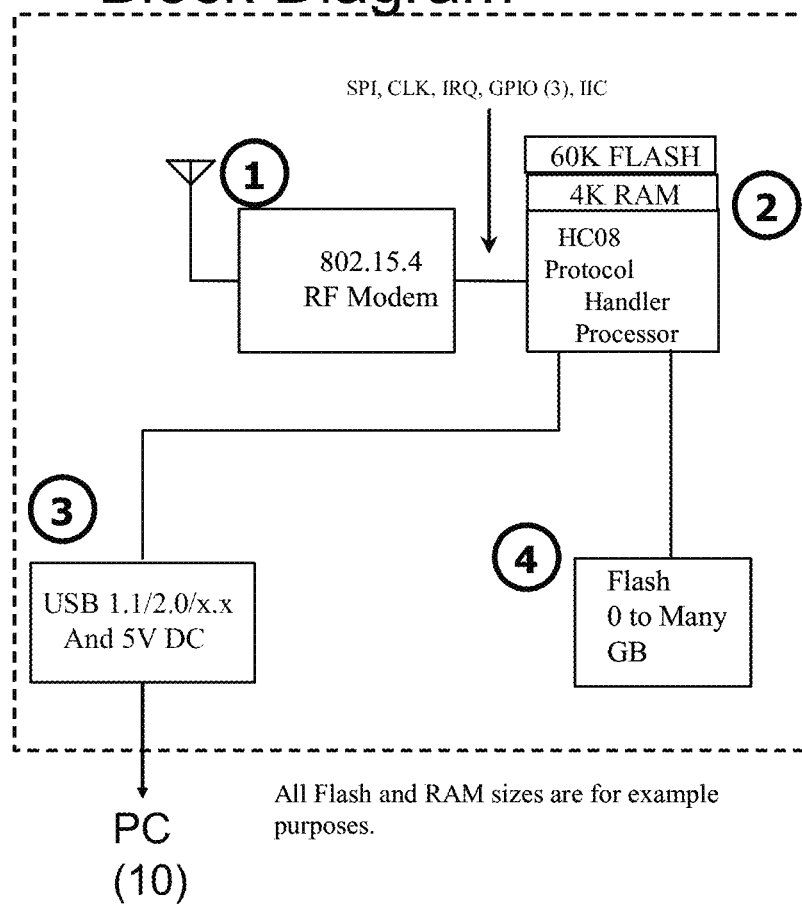 Block Diagram
SPI, CLK, IRQ, GPIO (3), IIC
1
60K FLASH
4K RAM
2
802.15.4
RF Modem
HC08
Protocol
Handler
Processor
3
4
USB 1.1/2.0/x.x
And 5V DC
Flash
0 to Many
GB
All Flash and RAM sizes are for example
purposes.
PC
(10)